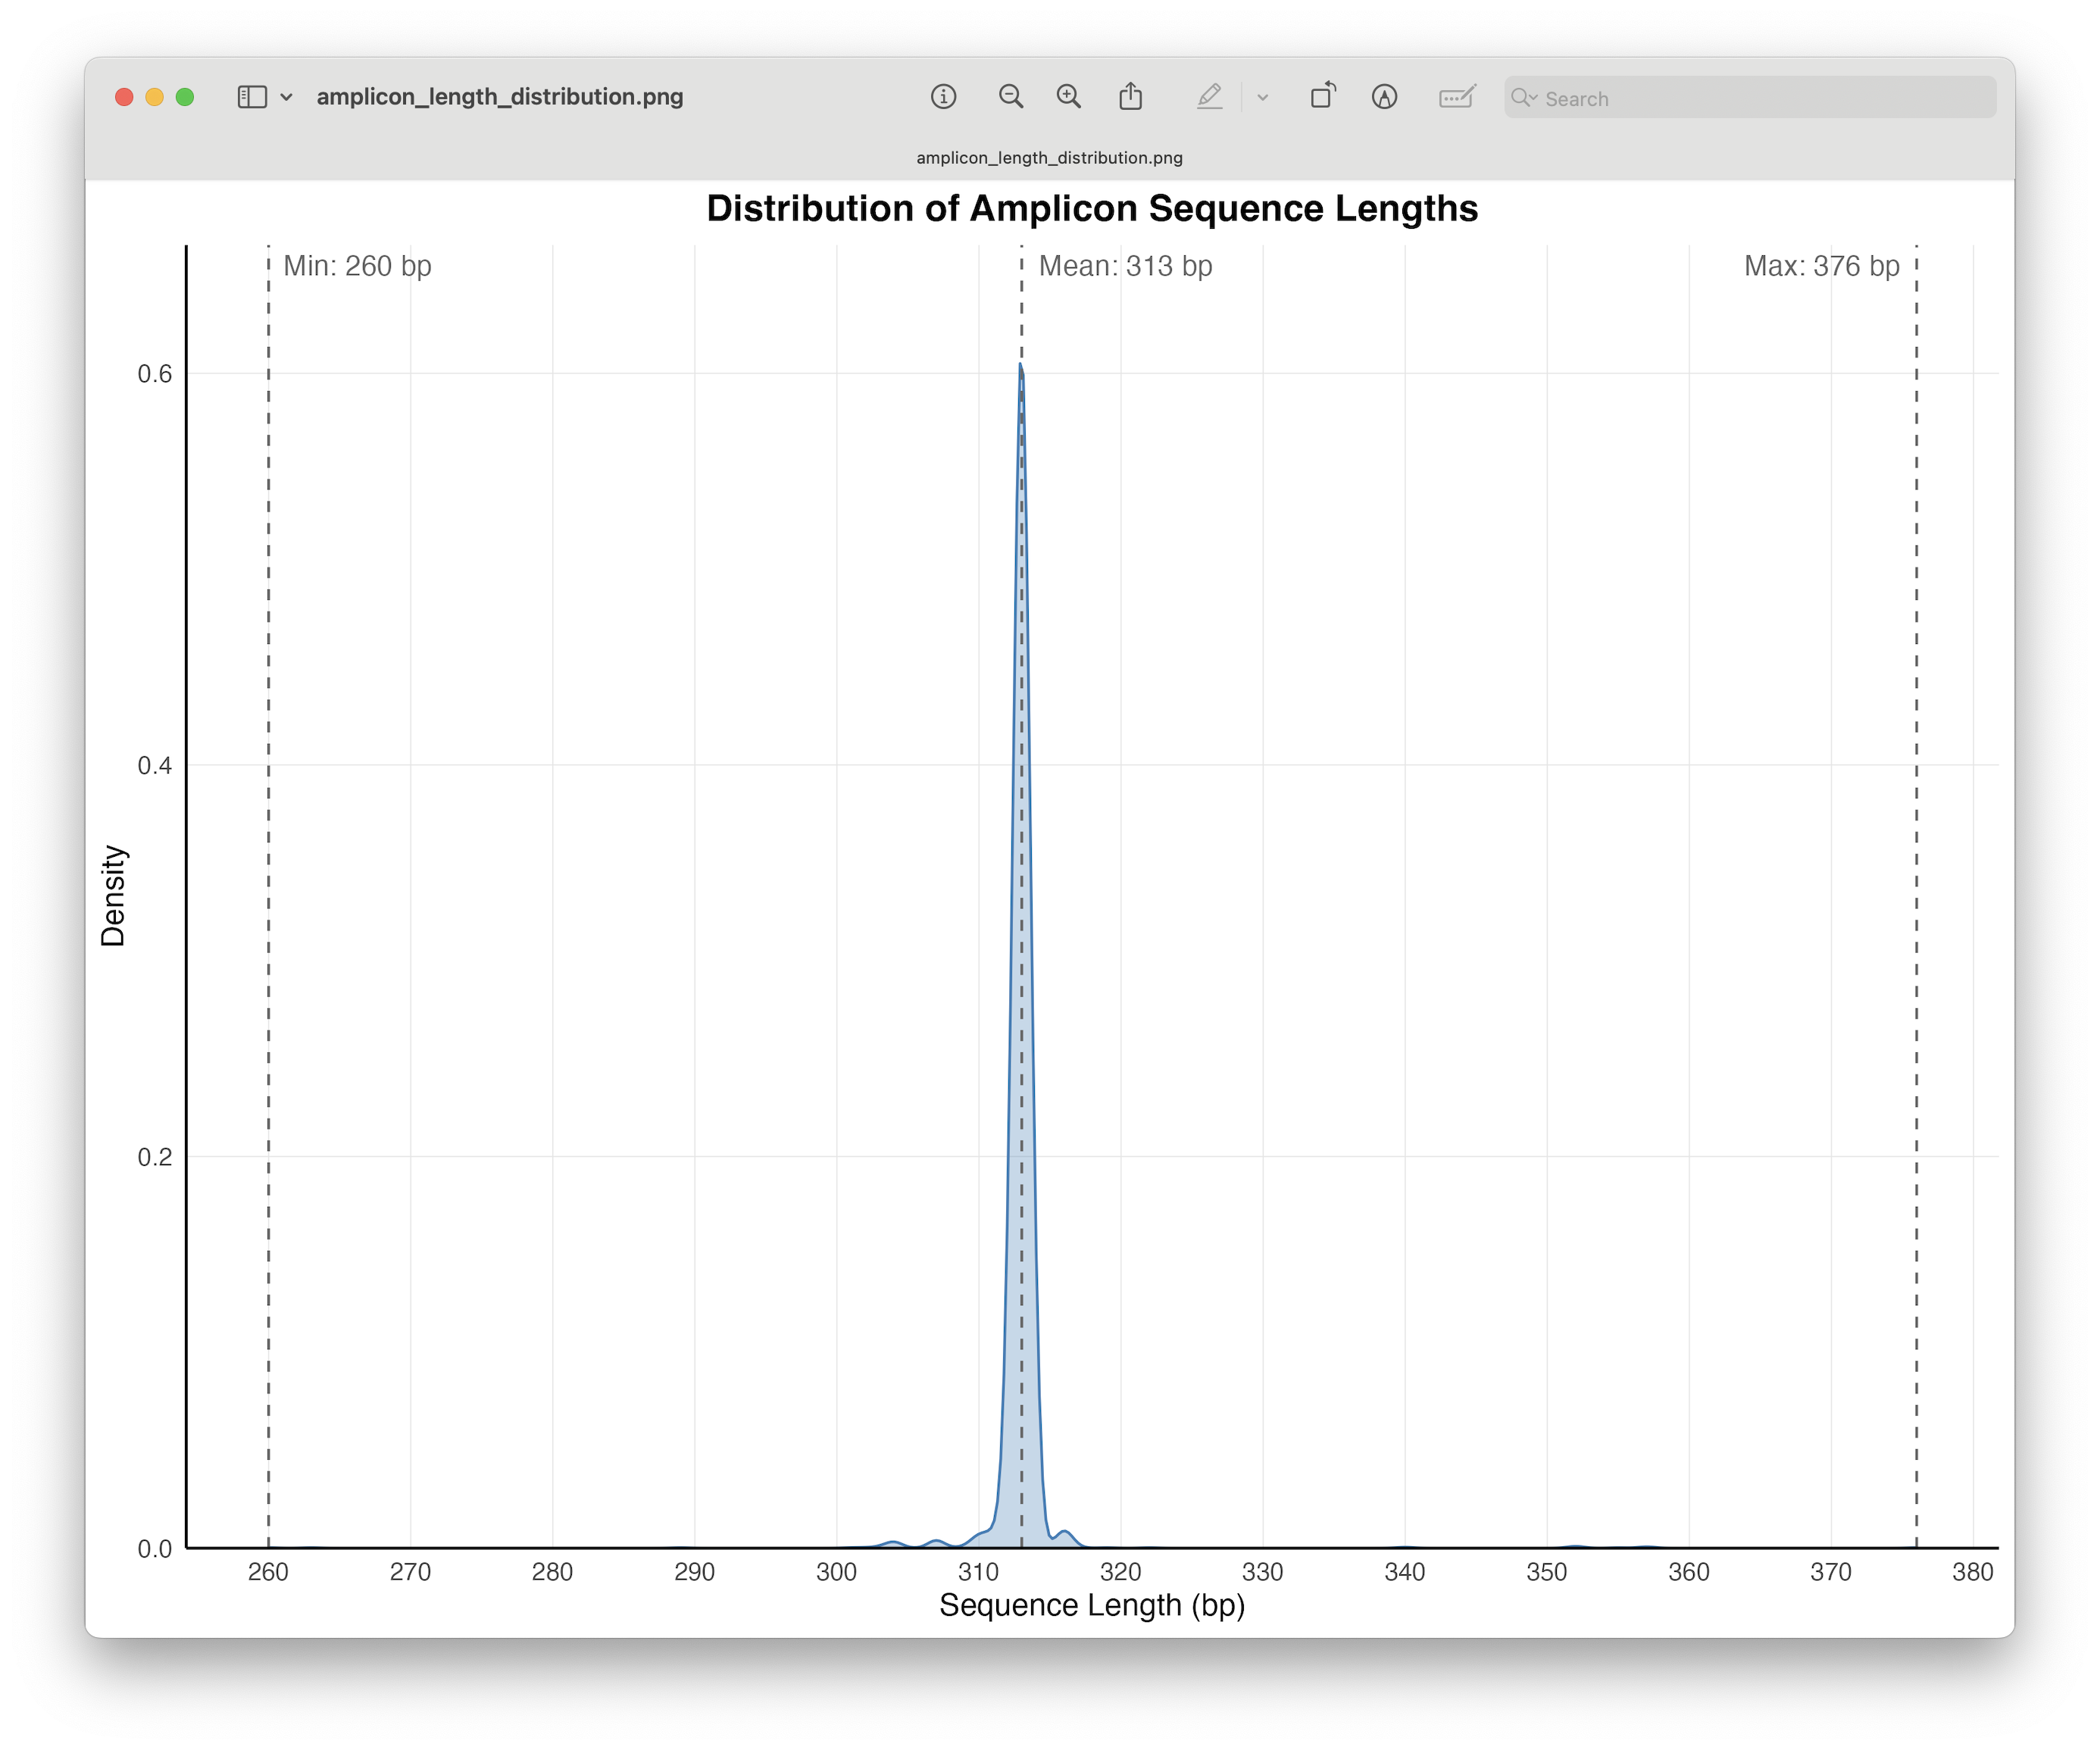 amplicon_length_distribution.png
Search
amplicon_length_distribution.png
Distribution of Amplicon Sequence Lengths
Min: 260 bp
Mean: 313 bp
Max: 376 bp
0.6
0.4
0.2
0.0
Density
260 270 280 290 300 310 320 330 340 350 360 370 380
Sequence Length (bp)